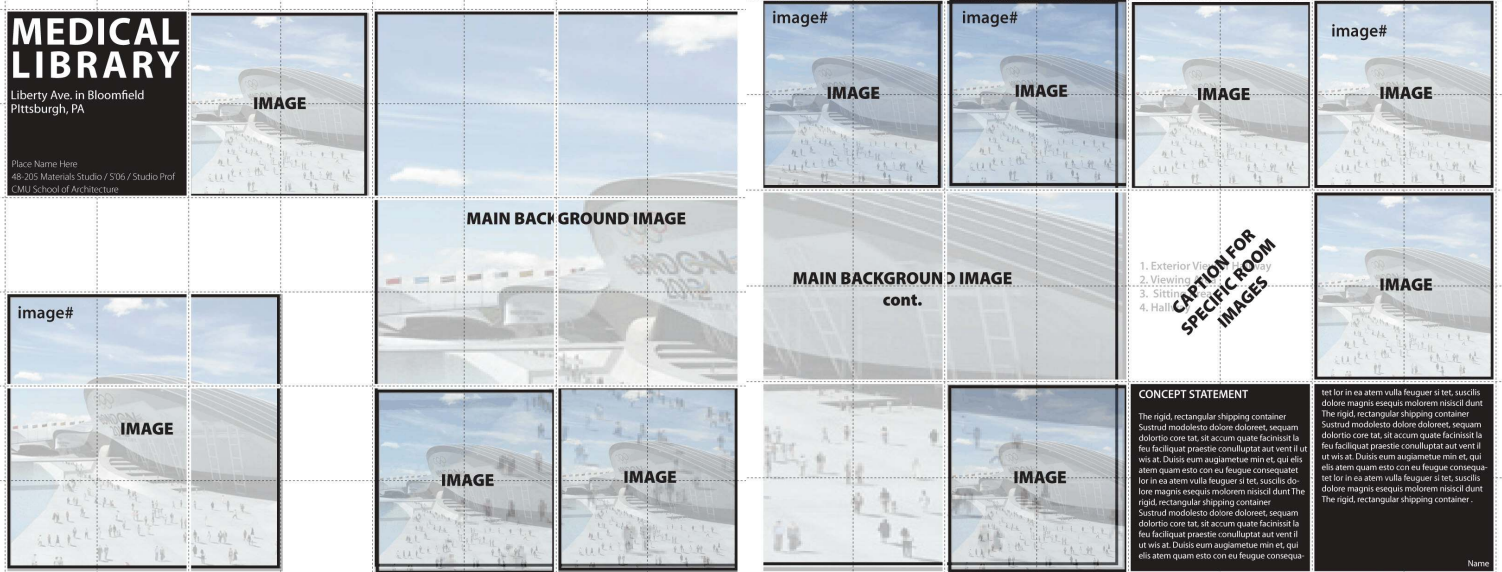 MEDICAL
LIBRARY
Liberty Ave. in Bloomfield
PIttsburgh, PA
Place Name Here
48-205 Materials Studio / S'06 / Studio Prof
CMU School of Architecture
IMAGE
MAIN BACKGROUND IMAGE
image#
IMAGE
IMAGE
IMAGE
image#
IMAGE
image#
IMAGE
IMAGE
image#
IMAGE
MAIN BACKGROUND IMAGE
cont.
1. Exterior
2. Viewing
3. Sitting
4.
CAPTION FOR
SPECIFIC ROOM
IMAGES
IMAGE
IMAGE
CONCEPT STATEMENT
The rigid, rectangular shipping container
Sustrud modolesto dolore doloreet, sequam
dolortio core tat, sit accum quate facinissit la
feu faciliquat praestie conulluptat aut vent il ut
wis at. Duisis eum augiametue min et, qui elis
atem quam esto con eu feugue consequatet
lor in ea atem vulla feuguer si tet, suscilis do-
lore magnis esequis molorem nisiscil dunt The
rigid, rectangular shipping container
Sustrud modolesto dolore doloreet, sequam
dolortio core tat, sit accum quate facinissit la
feu faciliquat praestie conulluptat aut vent il
ut wis at. Duisis eum augiametue min et, qui
elis atem quam esto con eu feugue consequa-
tet lor in ea atem vulla feuguer si tet, suscilis
dolore magnis esequis molorem nisiscil dunt
The rigid, rectangular shipping container
Sustrud modolesto dolore doloreet, sequam
dolortio core tat, sit accum quate facinissit la
feu faciliquat praestie conulluptat aut vent il
ut wis at. Duisis eum augiametue min et, qui
elis atem quam esto con eu feugue consequa-
tet lor in ea atem vulla feuguer si tet, suscilis
dolore magnis esequis molorem nisiscil dunt
The rigid, rectangular shipping container .
Name